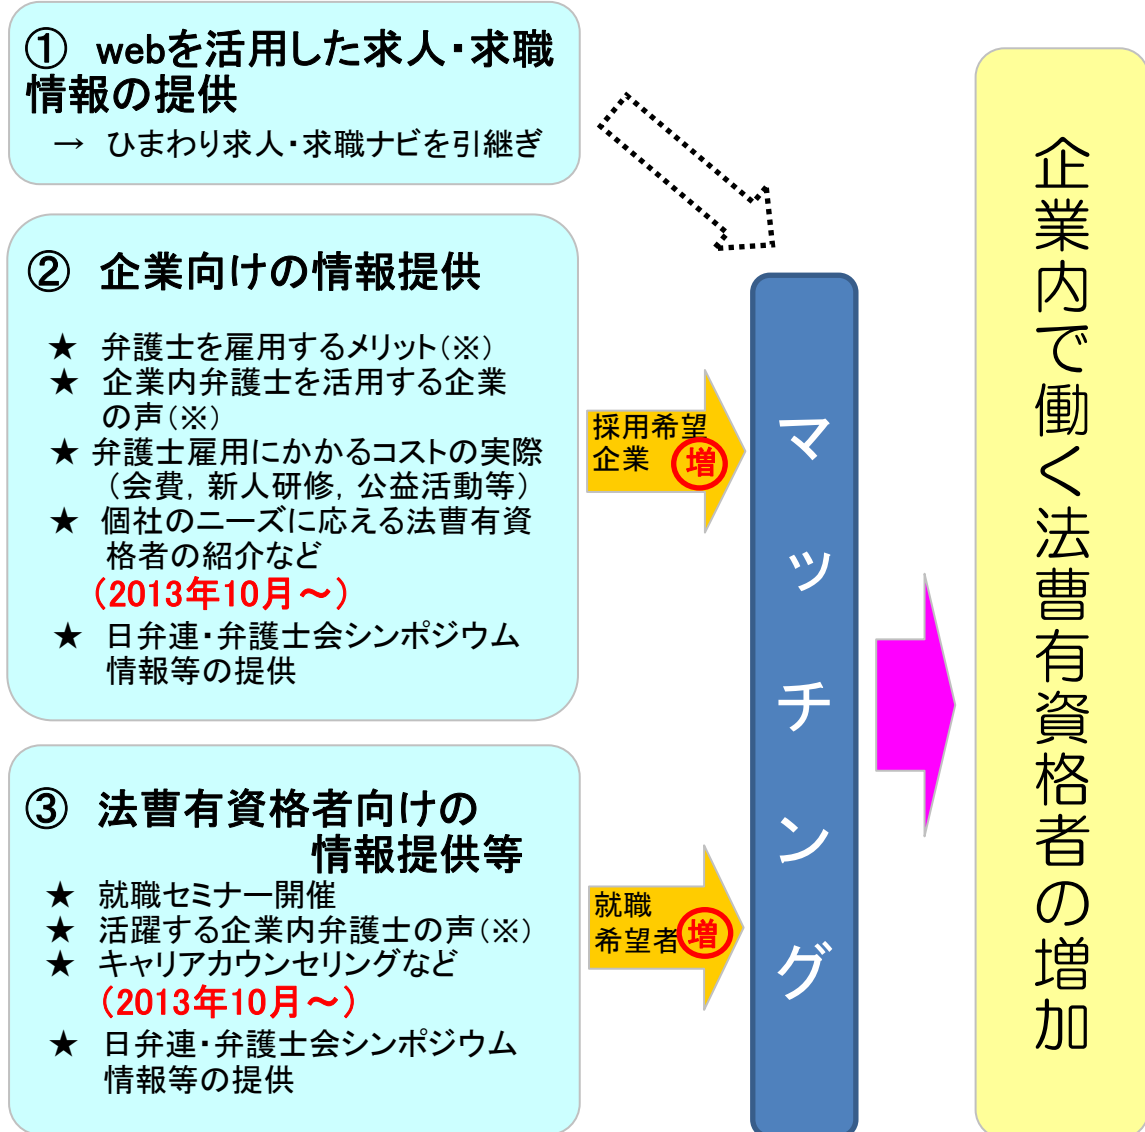 ① webを活用した求人・求職
情報の提供
→ ひまわり求人・求職ナビを引継ぎ
② 企業向けの情報提供
★ 弁護士を雇用するメリット(※)
★ 企業内弁護士を活用する企業
の声(※)
★ 弁護士雇用にかかるコストの実際
(会費，新人研修，公益活動等)
★ 個社のニーズに応える法曹有資
格者の紹介など
(2013年10月～)
★ 日弁連・弁護士会シンポジウム
情報等の提供
③ 法曹有資格者向けの
情報提供等
★ 就職セミナー開催
★ 活躍する企業内弁護士の声(※)
★ キャリアカウンセリングなど
(2013年10月～)
★ 日弁連・弁護士会シンポジウム
情報等の提供
採用希望
企業 増
就職
希望者 増
マッチング
企業内で働く法曹有資格者の増加